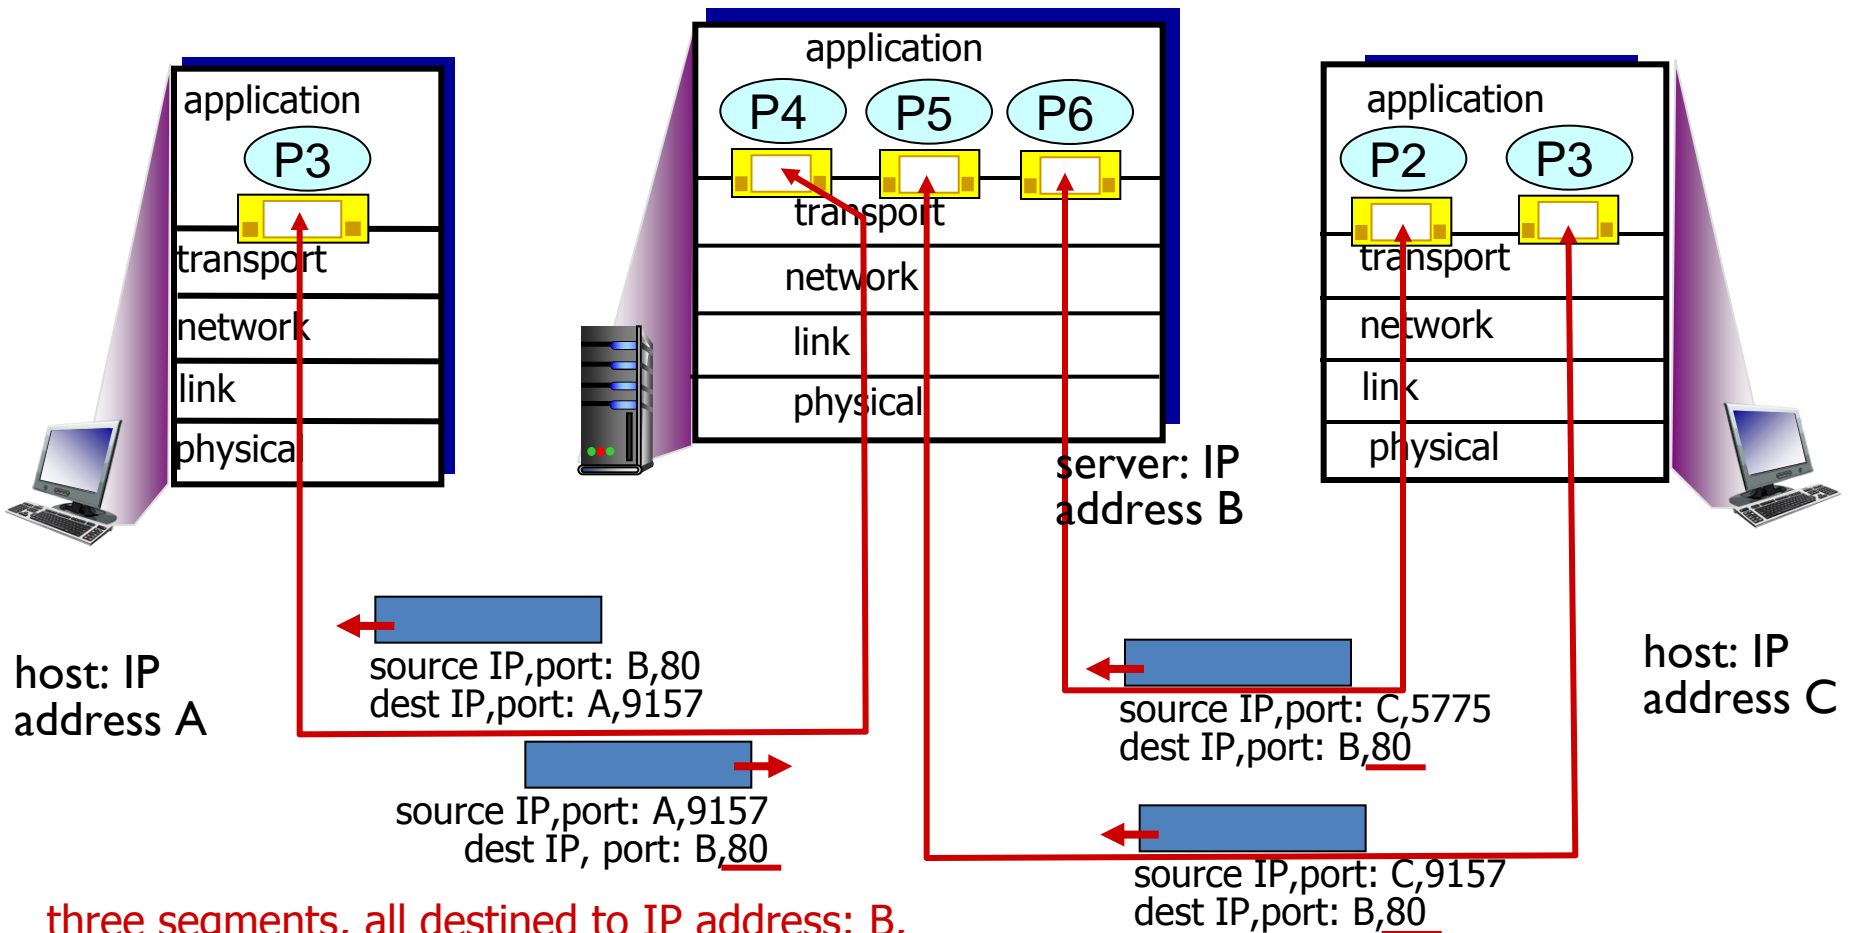 application
P3
transport
network
link
physical
host: IP
address A
application
P4 P5 P6
transport
network
link
physical
server: IP
address B
application
P2 P3
transport
network
link
physical
host: IP
address C
source IP,port: B,80
dest IP,port: A,9157
source IP,port: A,9157
dest IP, port: B,80
source IP,port: C,5775
dest IP,port: B,80
source IP,port: C,9157
dest IP,port: B,80
three segments, all destined to IP address: B,